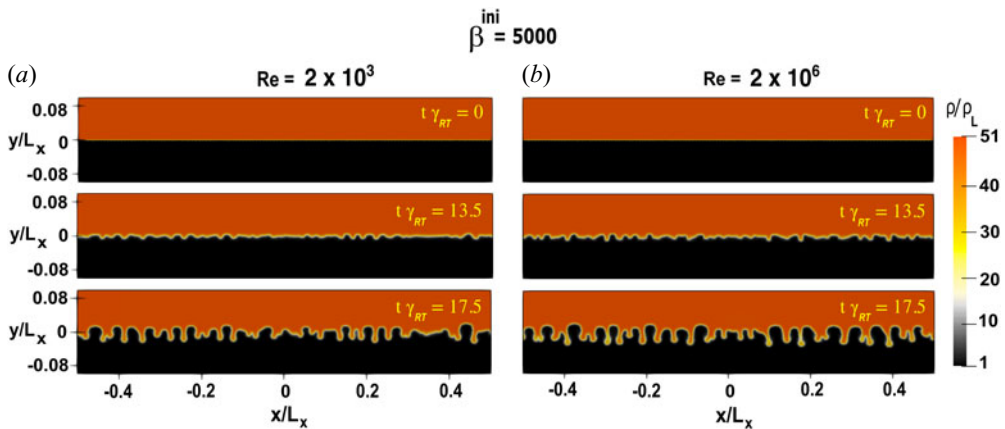 β^ini = 5000
(a) Re = 2 x 10^3
(b) Re = 2 x 10^6
0.08
y/L_x 0
-0.08
t γ_RT = 0
t γ_RT = 0
0.08
y/L_x 0
-0.08
t γ_RT = 13.5
t γ_RT = 13.5
0.08
y/L_x 0
-0.08
t γ_RT = 17.5
t γ_RT = 17.5
-0.4 -0.2 0 0.2 0.4
x/L_x
-0.4 -0.2 0 0.2 0.4
x/L_x
ρ/ρ_L
51
40
30
20
10
1